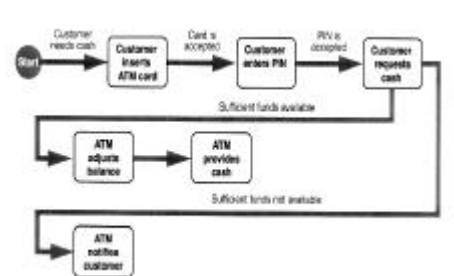 Customer
needs cash
Card is
accepted
PIN is
accepted
Start
Customer
inserts
ATM card
Customer
enters PIN
Customer
requests
cash
Sufficient funds available
ATM
adjusts
balance
ATM
provides
cash
Sufficient funds not available
ATM
notifies
customer